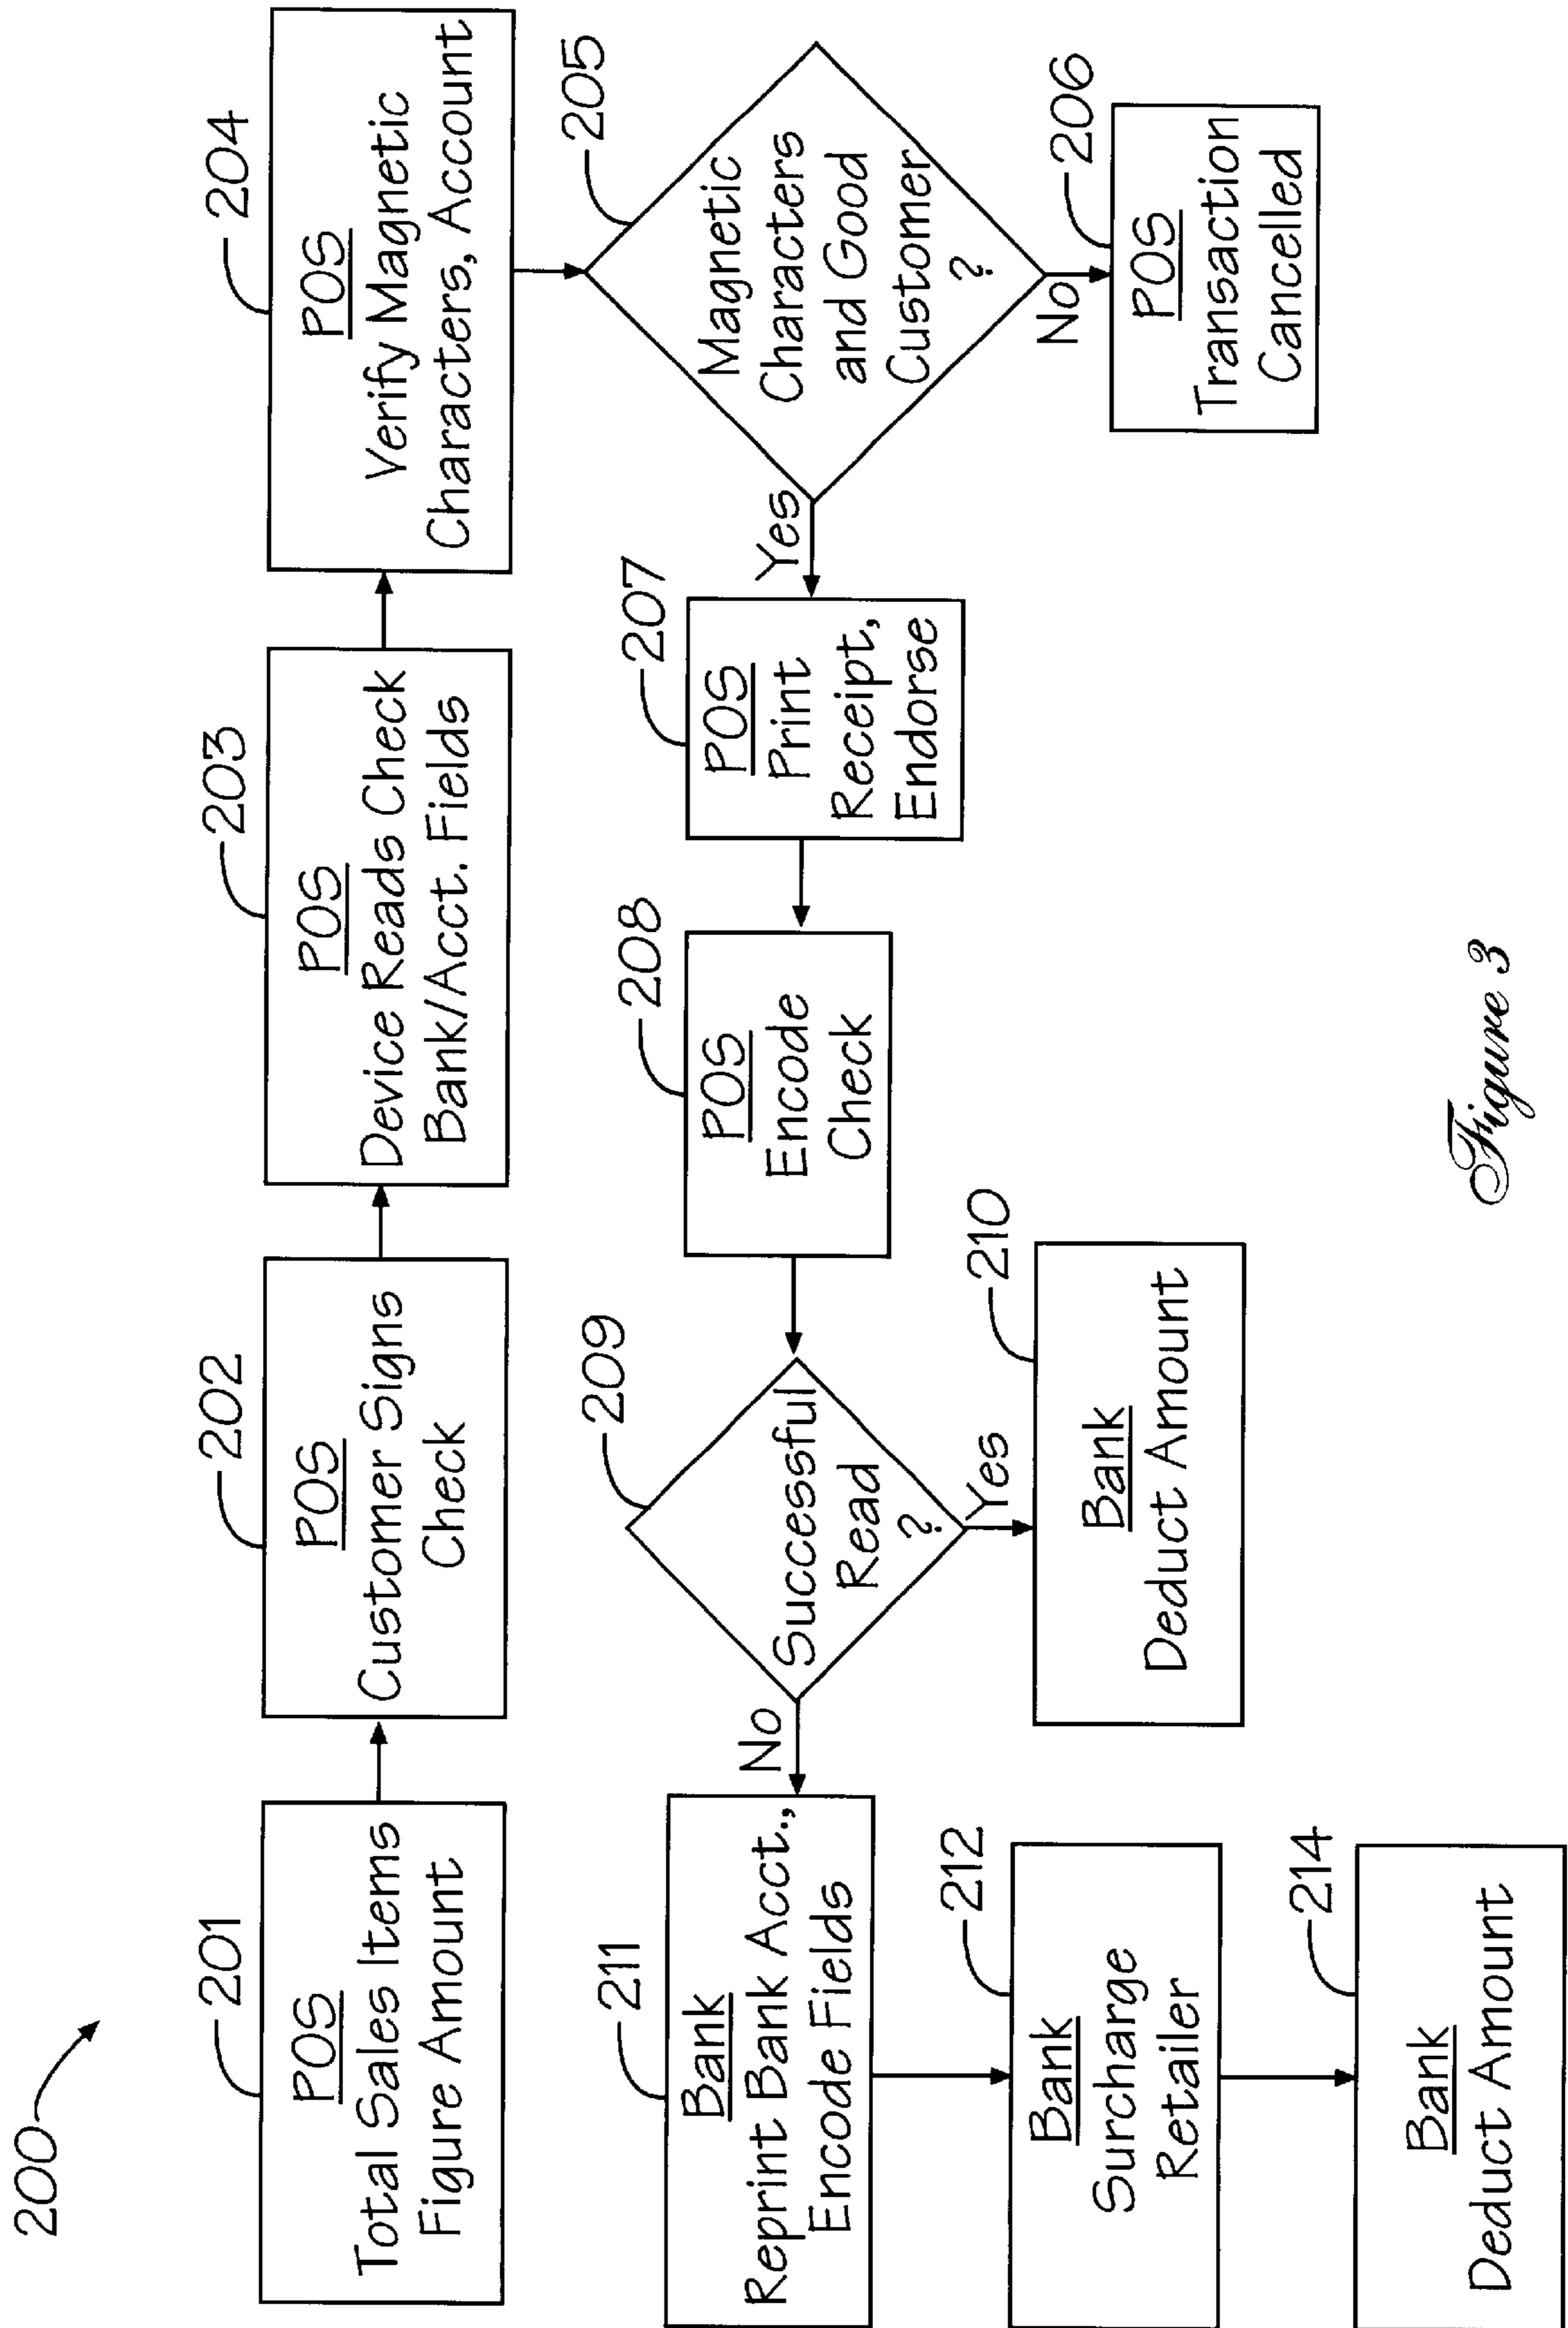 200
201
POS
Total Sales Items
Figure Amount
202
POS
Customer Signs
Check
203
POS
Device Reads Check
Bank/Acct. Fields
204
POS
Verify Magnetic
Characters, Account
205
Magnetic
Characters
and Good
Customer
?
No
Yes
206
POS
Transaction
Cancelled
207
POS
Print
Receipt,
Endorse
208
POS
Encode
Check
209
Successful
Read
?
Yes
No
210
Bank
Deduct Amount
211
Bank
Reprint Bank Acct.,
Encode Fields
212
Bank
Surcharge
Retailer
214
Bank
Deduct Amount
Figure 3